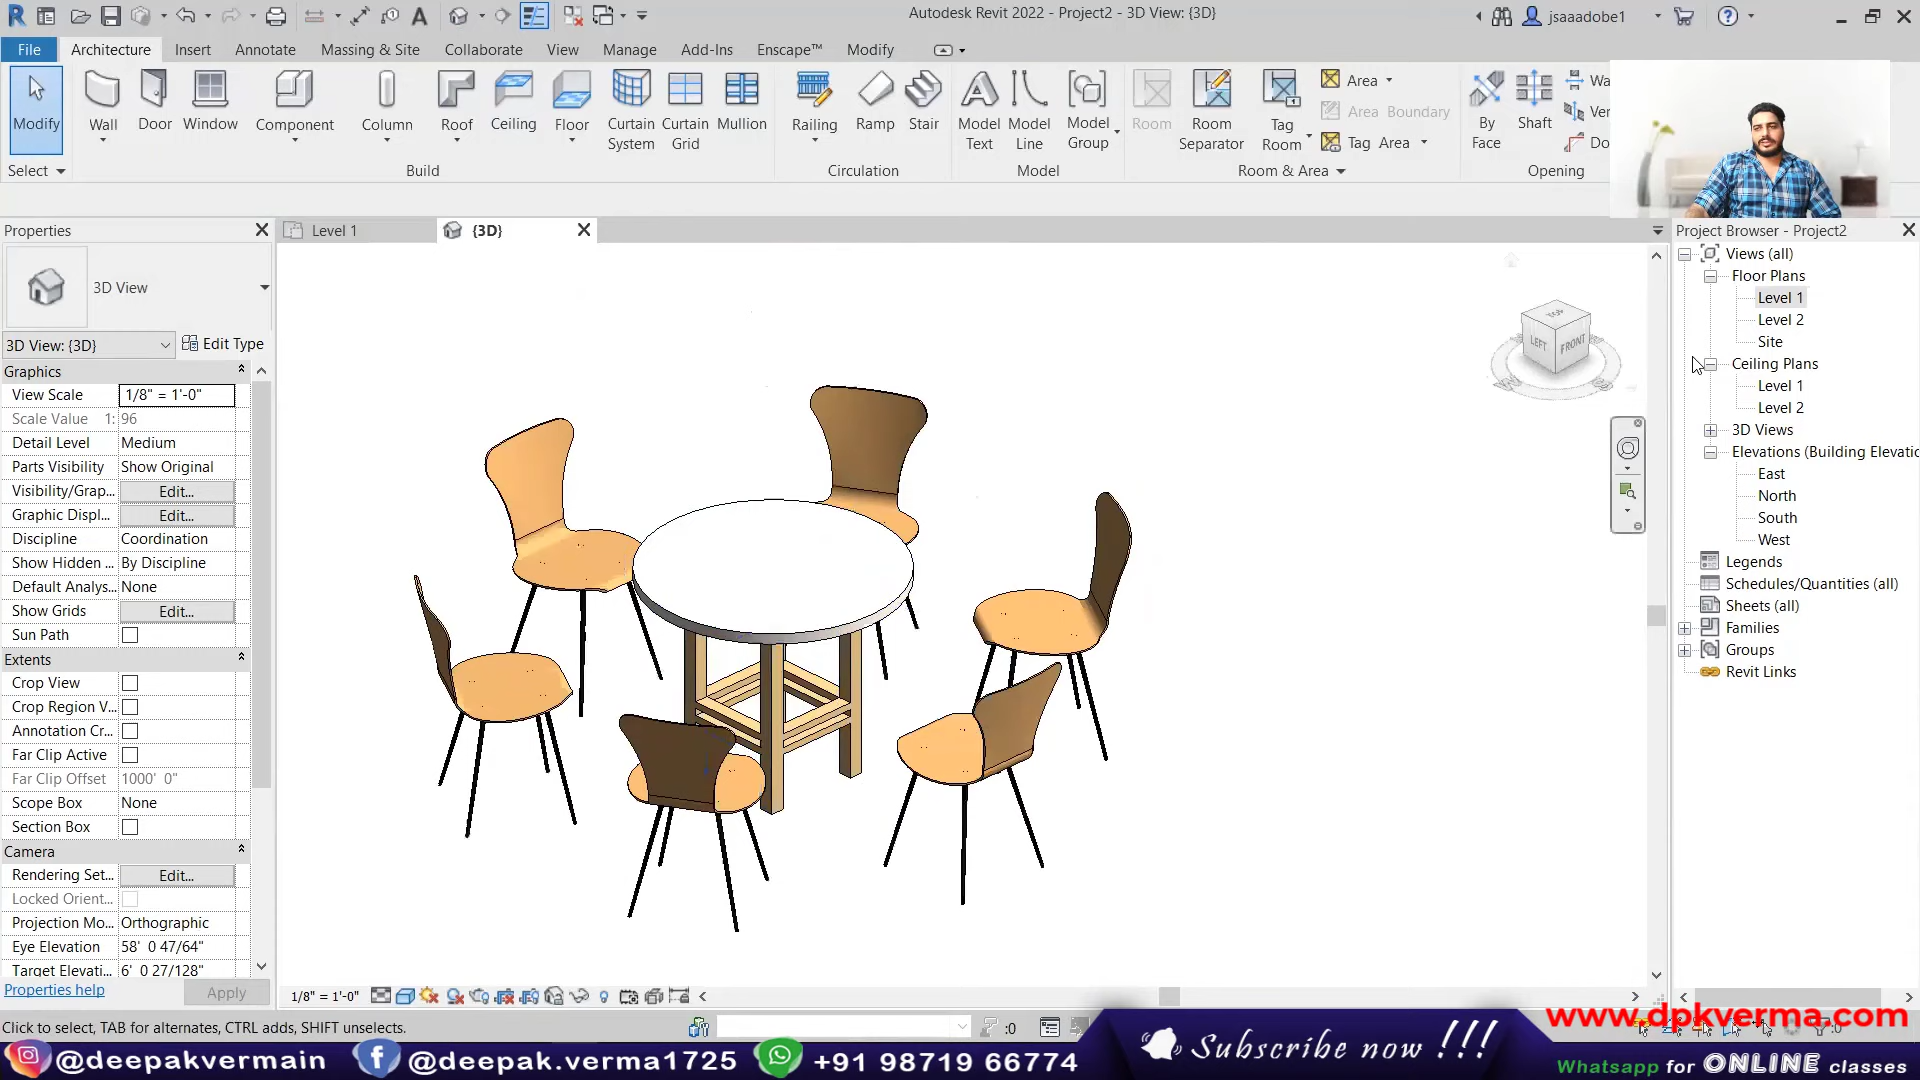 Autodesk Revit 2022 - Project2 - 3D View: {3D}
jsaaadobe1
File
Architecture
Insert
Annotate
Massing & Site
Collaborate
View
Manage
Add-Ins
Enscape™
Modify
Modify
Wall
Door
Window
Component
Column
Roof
Ceiling
Floor
Curtain System
Curtain Grid
Mullion
Railing
Ramp
Stair
Model Text
Model Line
Model Group
Room
Room Separator
Tag Room
Area
Area Boundary
Tag Area
By Face
Shaft
Wa
Ver
Do
Select
Build
Circulation
Model
Room & Area
Opening
Properties
3D View
3D View: {3D}
Edit Type
Graphics
View Scale 1/8" = 1'-0"
Scale Value 1: 96
Detail Level Medium
Parts Visibility Show Original
Visibility/Grap... Edit...
Graphic Displ... Edit...
Discipline Coordination
Show Hidden ... By Discipline
Default Analys... None
Show Grids Edit...
Sun Path
Extents
Crop View
Crop Region V...
Annotation Cr...
Far Clip Active
Far Clip Offset 1000' 0"
Scope Box None
Section Box
Camera
Rendering Set... Edit...
Locked Orient...
Projection Mo... Orthographic
Eye Elevation 58' 0 47/64"
Target Elevati... 6' 0 27/128"
Properties help
Apply
Level 1
{3D}
TOP
LEFT
FRONT
W
S
1/8" = 1'-0"
Project Browser - Project2
Views (all)
Floor Plans
Level 1
Level 2
Site
Ceiling Plans
Level 1
Level 2
3D Views
Elevations (Building Elevatio
East
North
South
West
Legends
Schedules/Quantities (all)
Sheets (all)
Families
Groups
Revit Links
Click to select, TAB for alternates, CTRL adds, SHIFT unselects.
:0
:0
www.dpkverma.com
@deepakvermain
@deepak.verma1725
+91 98719 66774
Subscribe now !!!
Whatsapp for ONLINE classes